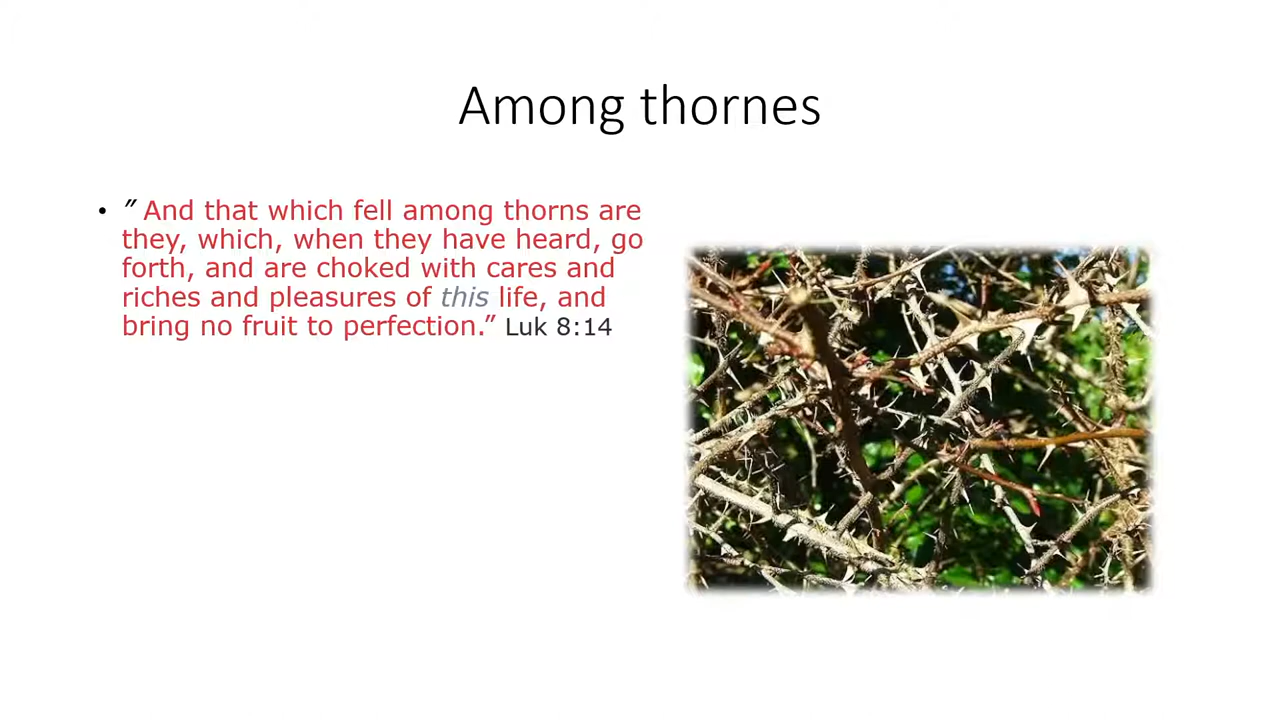 Among thornes
• ” And that which fell among thorns are
they, which, when they have heard, go
forth, and are choked with cares and
riches and pleasures of this life, and
bring no fruit to perfection.” Luk 8:14